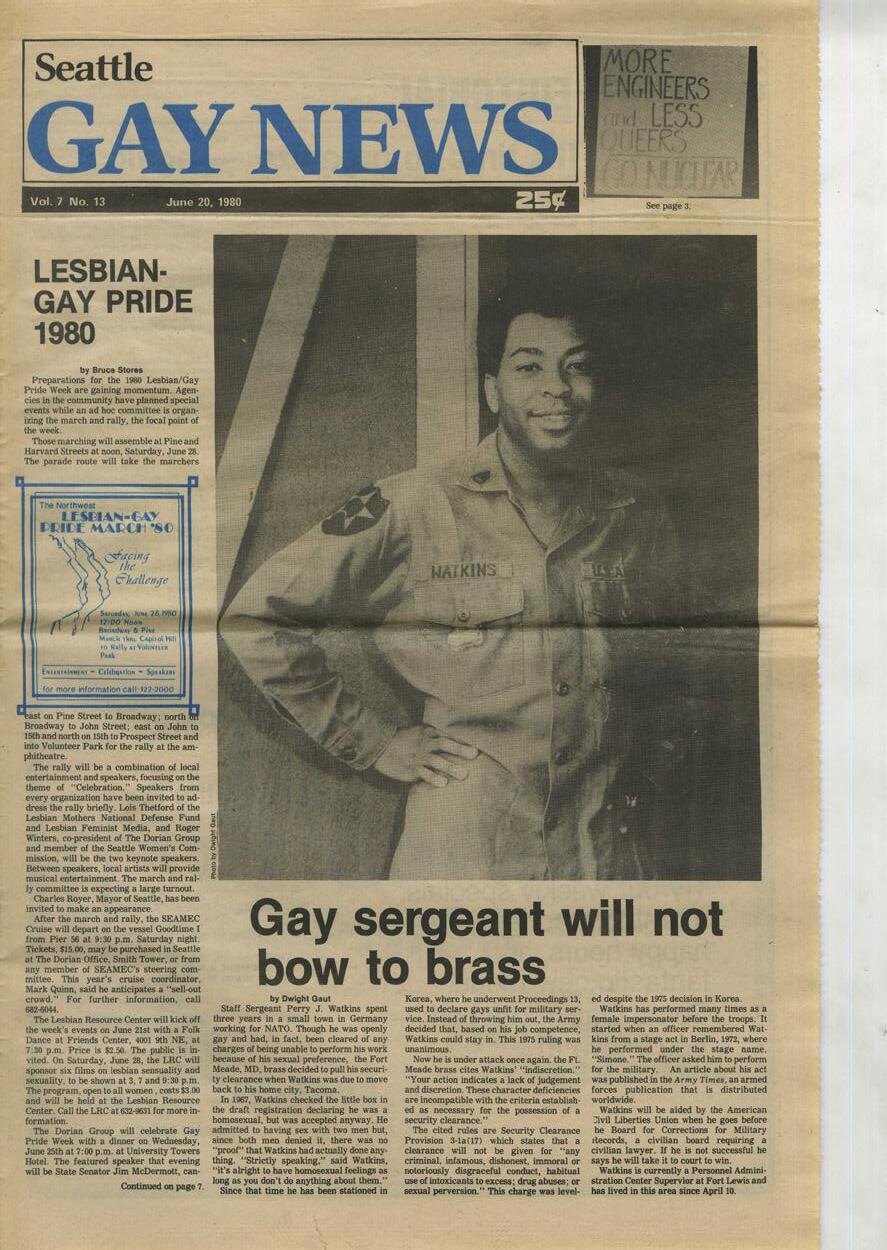 Seattle
GAY NEWS
Vol. 7 No. 13 June 20, 1980 25¢
MORE
ENGINEERS
and LESS
QUEERS
GO NUCLEAR
See page 3.
LESBIAN-
GAY PRIDE
1980
by Bruce Stores
Preparations for the 1980 Lesbian/Gay
Pride Week are gaining momentum. Agen-
cies in the community have planned special
events while an ad hoc committee is organ-
izing the march and rally, the focal point of
the week.
Those marching will assemble at Pine and
Harvard Streets at noon, Saturday, June 28.
The parade route will take the marchers
The Northwest
LESBIAN-GAY
PRIDE MARCH '80
Facing
the
Challenge
Saturday, June 28, 1980
12:00 Noon
Broadway & Pine
March thru Capitol Hill
to Rally at Volunteer
Park
Entertainment - Celebration - Speakers
for more information call: 322-2000
east on Pine Street to Broadway; north on
Broadway to John Street; east on John to
15th and north on 15th to Prospect Street and
into Volunteer Park for the rally at the am-
phitheatre.
The rally will be a combination of local
entertainment and speakers, focusing on the
theme of "Celebration." Speakers from
every organization have been invited to ad-
dress the rally briefly. Lois Thetford of the
Lesbian Mothers National Defense Fund
and Lesbian Feminist Media, and Roger
Winters, co-president of The Dorian Group
and member of the Seattle Women's Com-
mission, will be the two keynote speakers.
Between speakers, local artists will provide
musical entertainment. The march and ral-
ly committee is expecting a large turnout.
Charles Royer, Mayor of Seattle, has been
invited to make an appearance.
After the march and rally, the SEAMEC
Cruise will depart on the vessel Goodtime I
from Pier 56 at 9:30 p.m. Saturday night.
Tickets, $15.00, may be purchased in Seattle
at The Dorian Office, Smith Tower, or from
any member of SEAMEC's steering com-
mittee. This year's cruise coordinator,
Mark Quinn, said he anticipates a "sell-out
crowd." For further information, call
682-6044.
The Lesbian Resource Center will kick off
the week's events on June 21st with a Folk
Dance at Friends Center, 4001 9th NE, at
7:30 p.m. Price is $2.50. The public is in-
vited. On Saturday, June 28, the LRC will
sponsor six films on lesbian sensuality and
sexuality, to be shown at 3, 7 and 9:30 p.m.
The program, open to all women, costs $3.00
and will be held at the Lesbian Resource
Center. Call the LRC at 632-9631 for more in-
formation.
The Dorian Group will celebrate Gay
Pride Week with a dinner on Wednesday,
June 25th at 7:00 p.m. at University Towers
Hotel. The featured speaker that evening
will be State Senator Jim McDermott, can-
Continued on page 7.
WATKINS
U.S. A
Photo by Dwight Gaut
Gay sergeant will not
bow to brass
by Dwight Gaut
Staff Sergeant Perry J. Watkins spent
three years in a small town in Germany
working for NATO. Though he was openly
gay and had, in fact, been cleared of any
charges of being unable to perform his work
because of his sexual preference, the Fort
Meade, MD, brass decided to pull his securi-
ty clearance when Watkins was due to move
back to his home city, Tacoma.
In 1967, Watkins checked the little box in
the draft registration declaring he was a
homosexual, but was accepted anyway. He
admitted to having sex with two men but,
since both men denied it, there was no
"proof" that Watkins had actually done any-
thing. "Strictly speaking," said Watkins,
"it's alright to have homosexual feelings as
long as you don't do anything about them."
Since that time he has been stationed in
Korea, where he underwent Proceedings 13,
used to declare gays unfit for military ser-
vice. Instead of throwing him out, the Army
decided that, based on his job competence,
Watkins could stay in. This 1975 ruling was
unanimous.
Now he is under attack once again. the Ft.
Meade brass cites Watkins' "indiscretion."
"Your action indicates a lack of judgement
and discretion. These character deficiencies
are incompatible with the criteria establish-
ed as necessary for the possession of a
security clearance."
The cited rules are Security Clearance
Provision 3-1a(17) which states that a
clearance will not be given for "any
criminal, infamous, dishonest, immoral or
notoriously disgraceful conduct, habitual
use of intoxicants to excess; drug abuses; or
sexual perversion." This charge was level-
ed despite the 1975 decision in Korea.
Watkins has performed many times as a
female impersonator before the troops. It
started when an officer remembered Wat-
kins from a stage act in Berlin, 1972, where
he performed under the stage name,
"Simone." The officer asked him to perform
for the military. An article about his act
was published in the Army Times, an armed
forces publication that is distributed
worldwide.
Watkins will be aided by the American
Civil Liberties Union when he goes before
he Board for Corrections for Military
Records, a civilian board requiring a
civilian lawyer. If he is not successful he
says he will take it to court to win.
Watkins is currently a Personnel Admini-
stration Center Supervior at Fort Lewis and
has lived in this area since April 10.